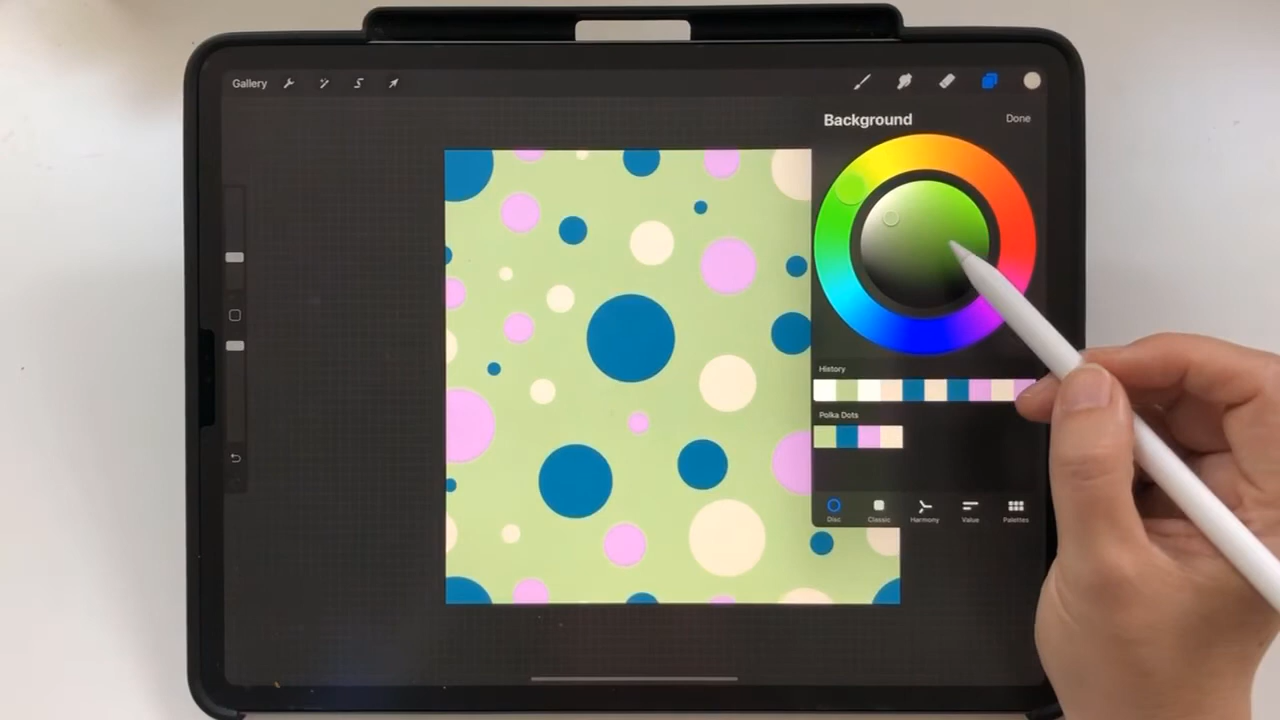 Gallery
Background Done
History
Polka Dots
Disc Classic Harmony Value Palettes